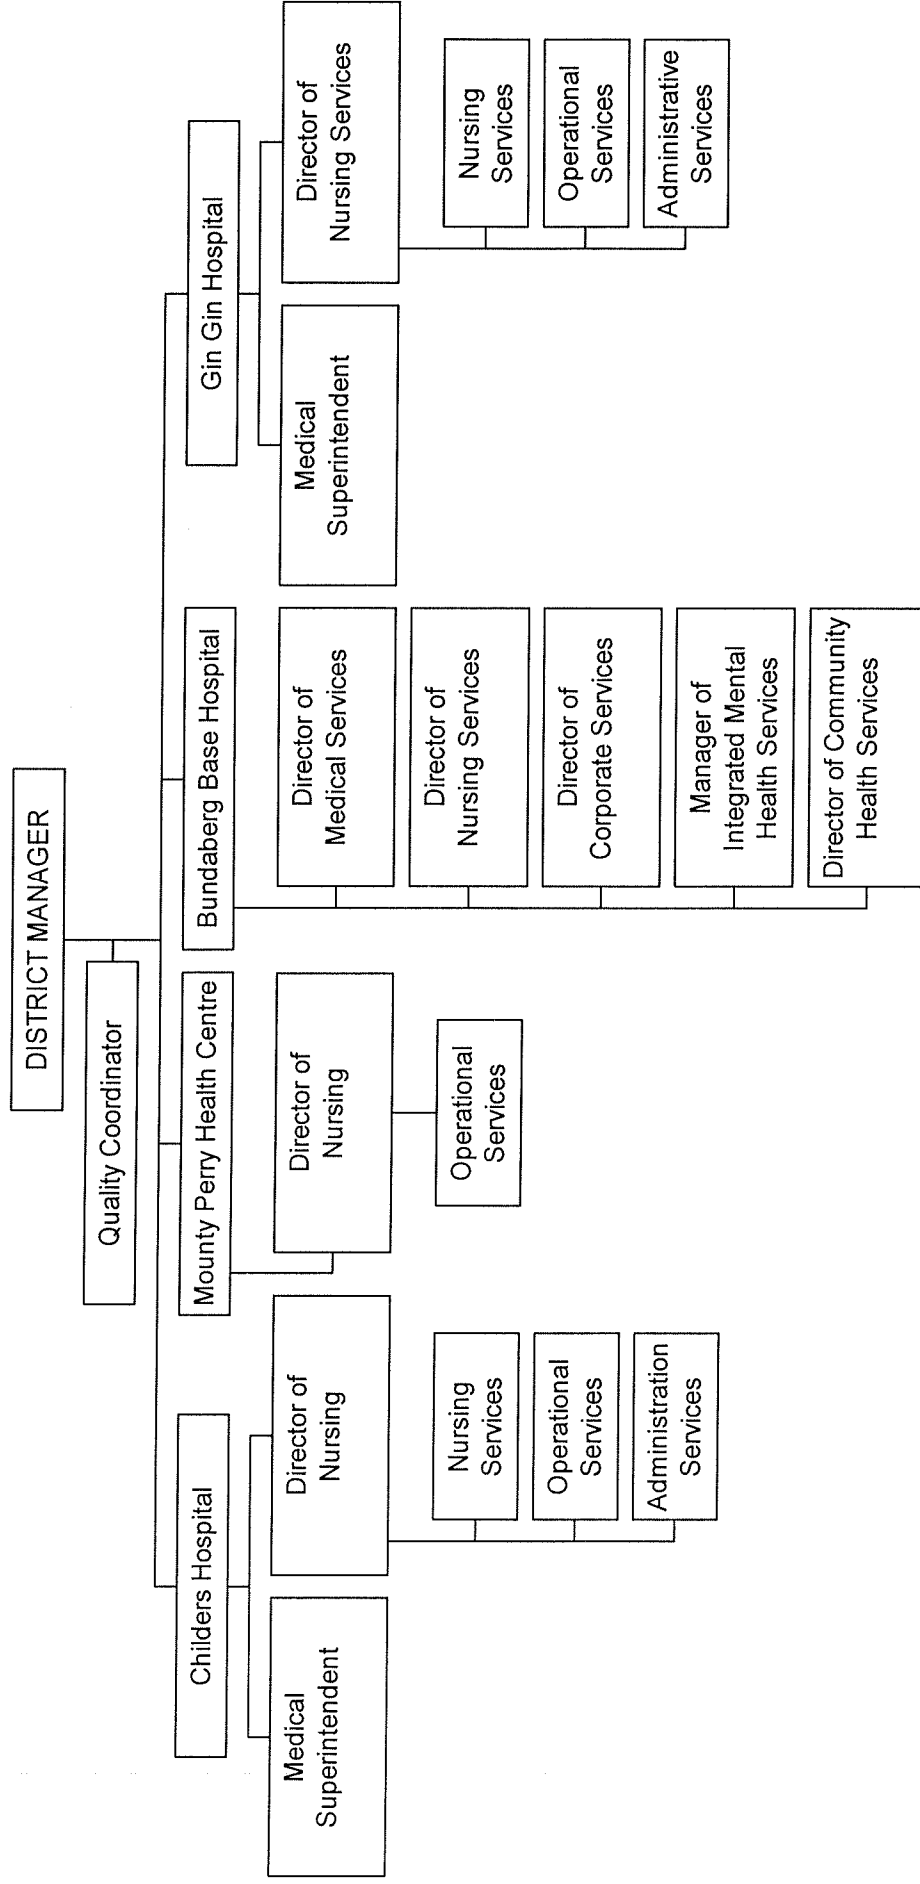 DISTRICT MANAGER
Quality Coordinator
Childers Hospital
Mounty Perry Health Centre
Bundaberg Base Hospital
Gin Gin Hospital
Medical
Superintendent
Director of
Nursing
Nursing
Services
Operational
Services
Administration
Services
Director of
Nursing
Operational
Services
Director of
Medical Services
Director of
Nursing Services
Director of
Corporate Services
Manager of
Integrated Mental
Health Services
Director of Community
Health Services
Medical
Superintendent
Director of
Nursing Services
Nursing
Services
Operational
Services
Administrative
Services